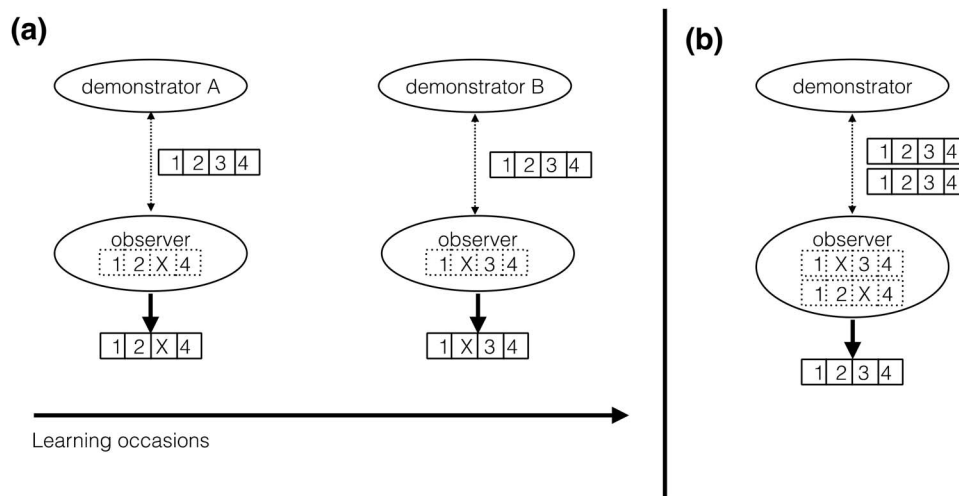 (a)
demonstrator A
1 2 3 4
observer
1 2 X 4
1 2 X 4
demonstrator B
1 2 3 4
observer
1 X 3 4
1 X 3 4
Learning occasions
(b)
demonstrator
1 2 3 4
1 2 3 4
observer
1 X 3 4
1 2 X 4
1 2 3 4